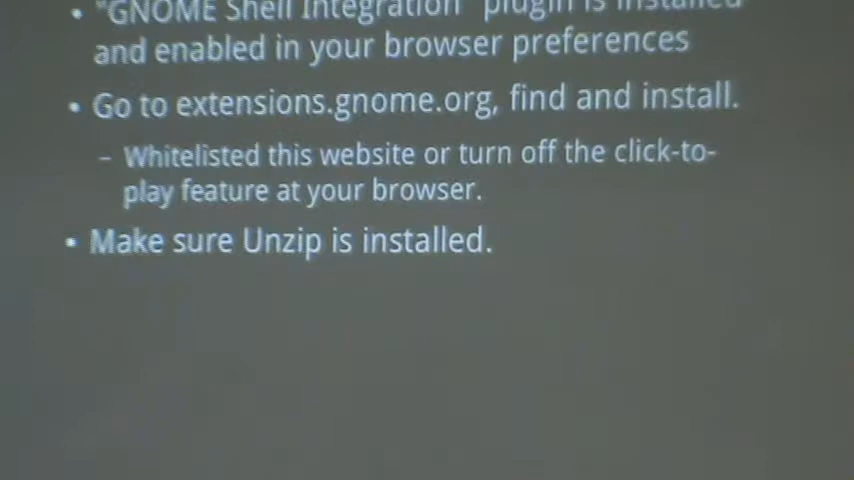 • "GNOME Shell Integration" plugin is installed
and enabled in your browser preferences
• Go to extensions.gnome.org, find and install.
– Whitelisted this website or turn off the click-to-
play feature at your browser.
• Make sure Unzip is installed.